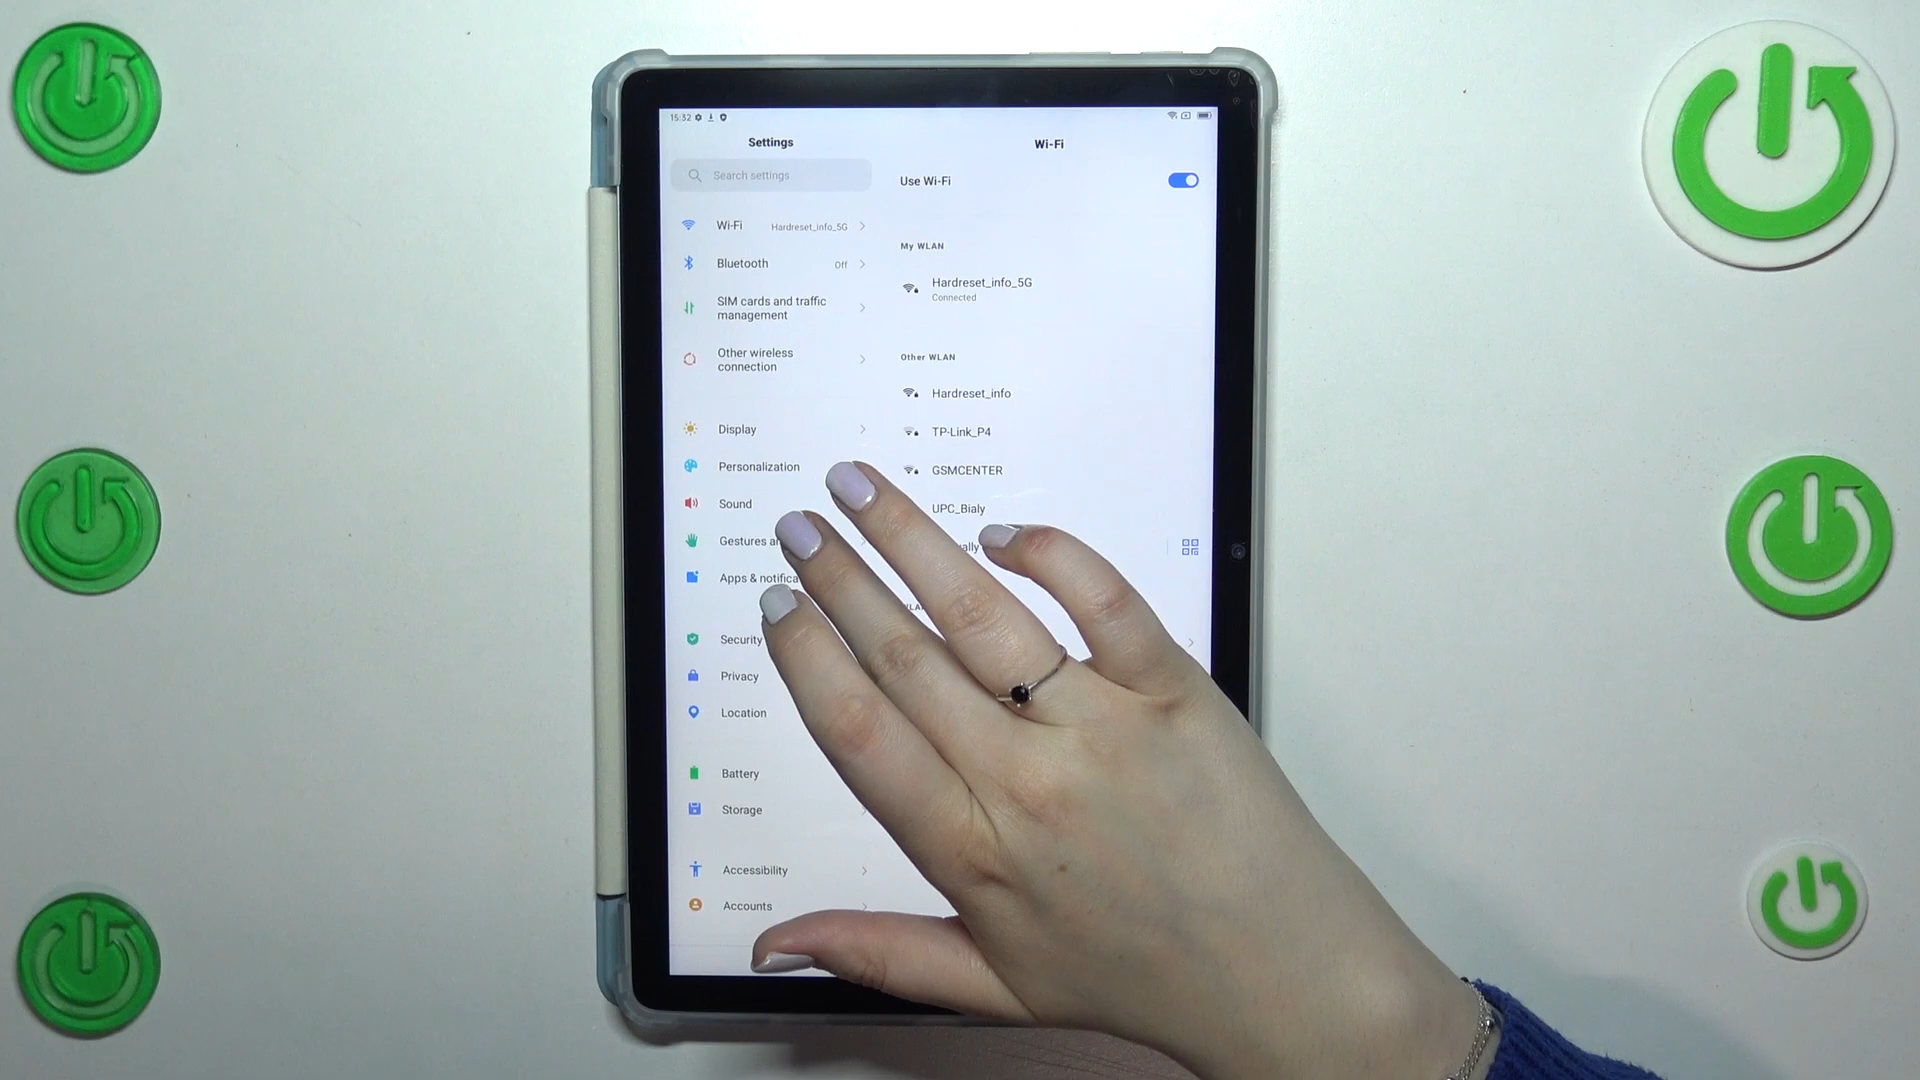 15:32
Settings
Search settings
Wi-Fi Hardreset_info_5G
Bluetooth Off
SIM cards and traffic
management
Other wireless
connection
Display
Personalization
Sound
Gestures
Apps &
Security
Privacy
Location
Battery
Storage
Accessibility
Accounts
Wi-Fi
Use Wi-Fi
My WLAN
Hardreset_info_5G
Connected
Other WLAN
Hardreset_info
TP-Link_P4
GSMCENTER
UPC_Bialy